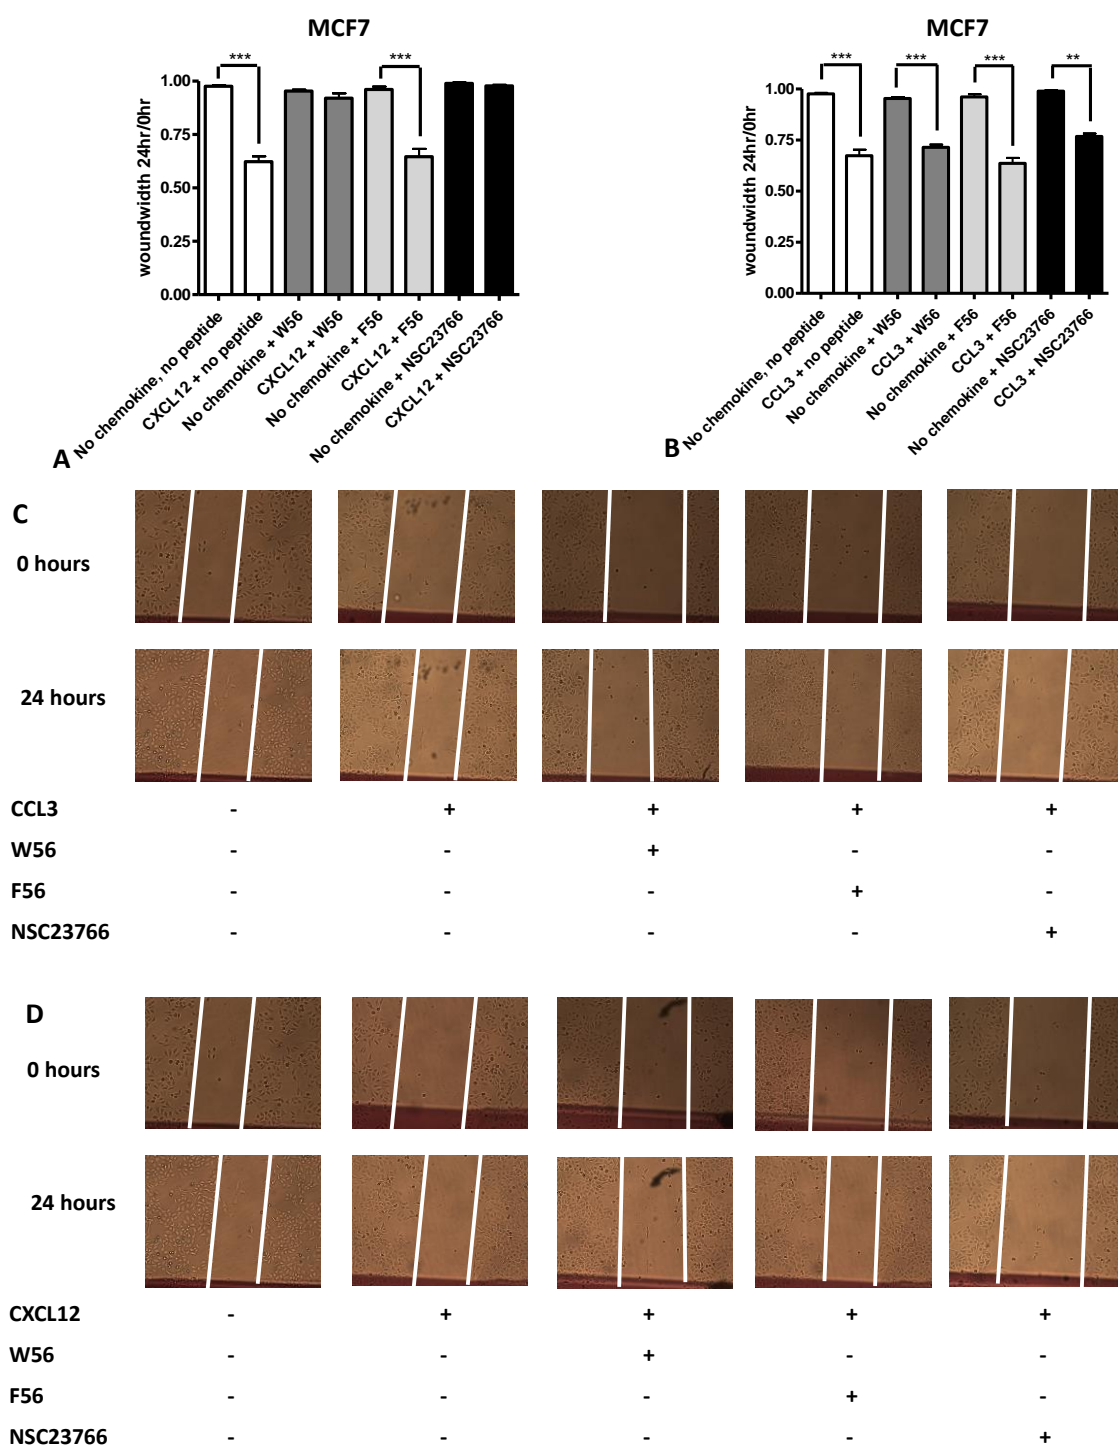 MCF7
*** ***
woundwidth 24hr/0hr
1.00
0.75
0.50
0.25
0.00
No chemokine, no peptide
CXCL12 + no peptide
No chemokine + W56
CXCL12 + W56
No chemokine + F56
CXCL12 + F56
No chemokine + NSC23766
CXCL12 + NSC23766
A
MCF7
*** *** *** **
woundwidth 24hr/0hr
1.00
0.75
0.50
0.25
0.00
No chemokine, no peptide
CCL3 + no peptide
No chemokine + W56
CCL3 + W56
No chemokine + F56
CCL3 + F56
No chemokine + NSC23766
CCL3 + NSC23766
B
C
0 hours
24 hours
CCL3 - + + + +
W56 - - + - -
F56 - - - + -
NSC23766 - - - - +
D
0 hours
24 hours
CXCL12 - + + + +
W56 - - + - -
F56 - - - + -
NSC23766 - - - - +